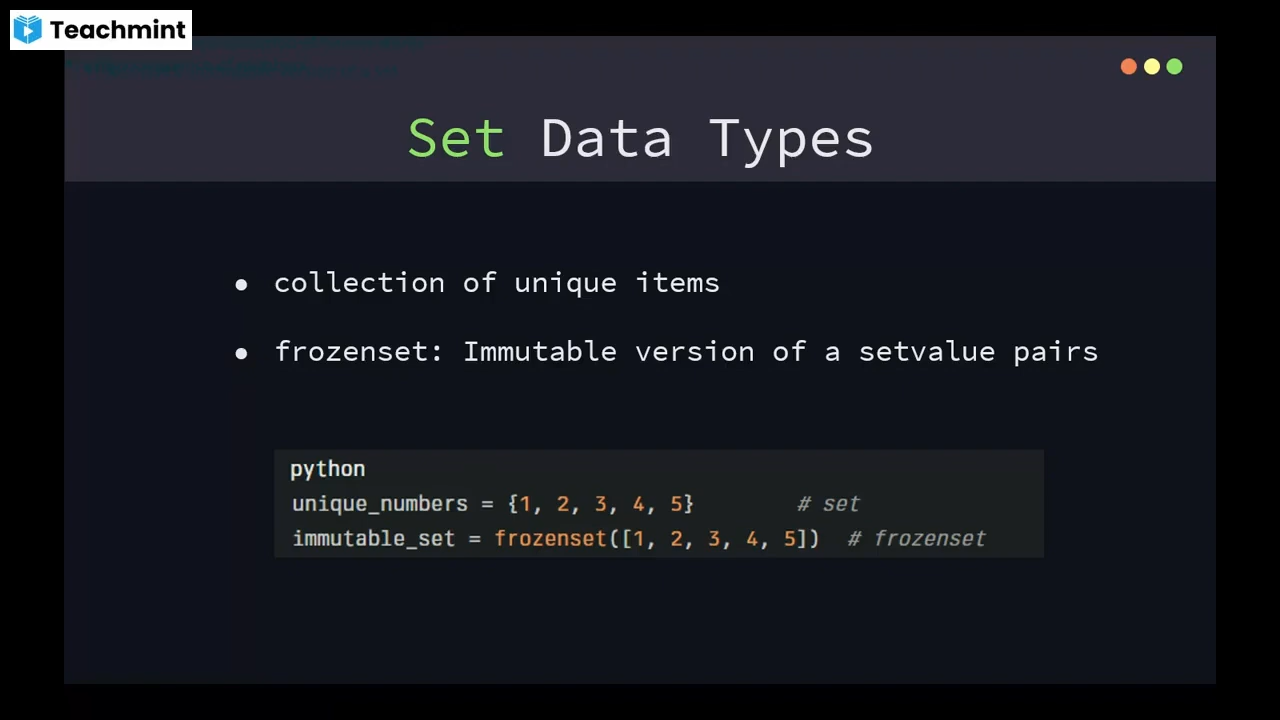 Teachmint
Set Data Types
• collection of unique items
• frozenset: Immutable version of a setvalue pairs
python
unique_numbers = {1, 2, 3, 4, 5} # set
immutable_set = frozenset([1, 2, 3, 4, 5]) # frozenset